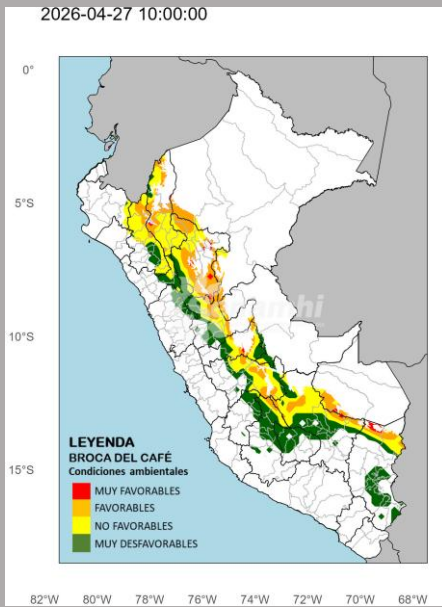 2026-04-27 10:00:00
0°
5°S
10°S
15°S
senamhi
LEYENDA
BROCA DEL CAFÉ
Condiciones ambientales
MUY FAVORABLES
FAVORABLES
NO FAVORABLES
MUY DESFAVORABLES
82°W 80°W 78°W 76°W 74°W 72°W 70°W 68°W